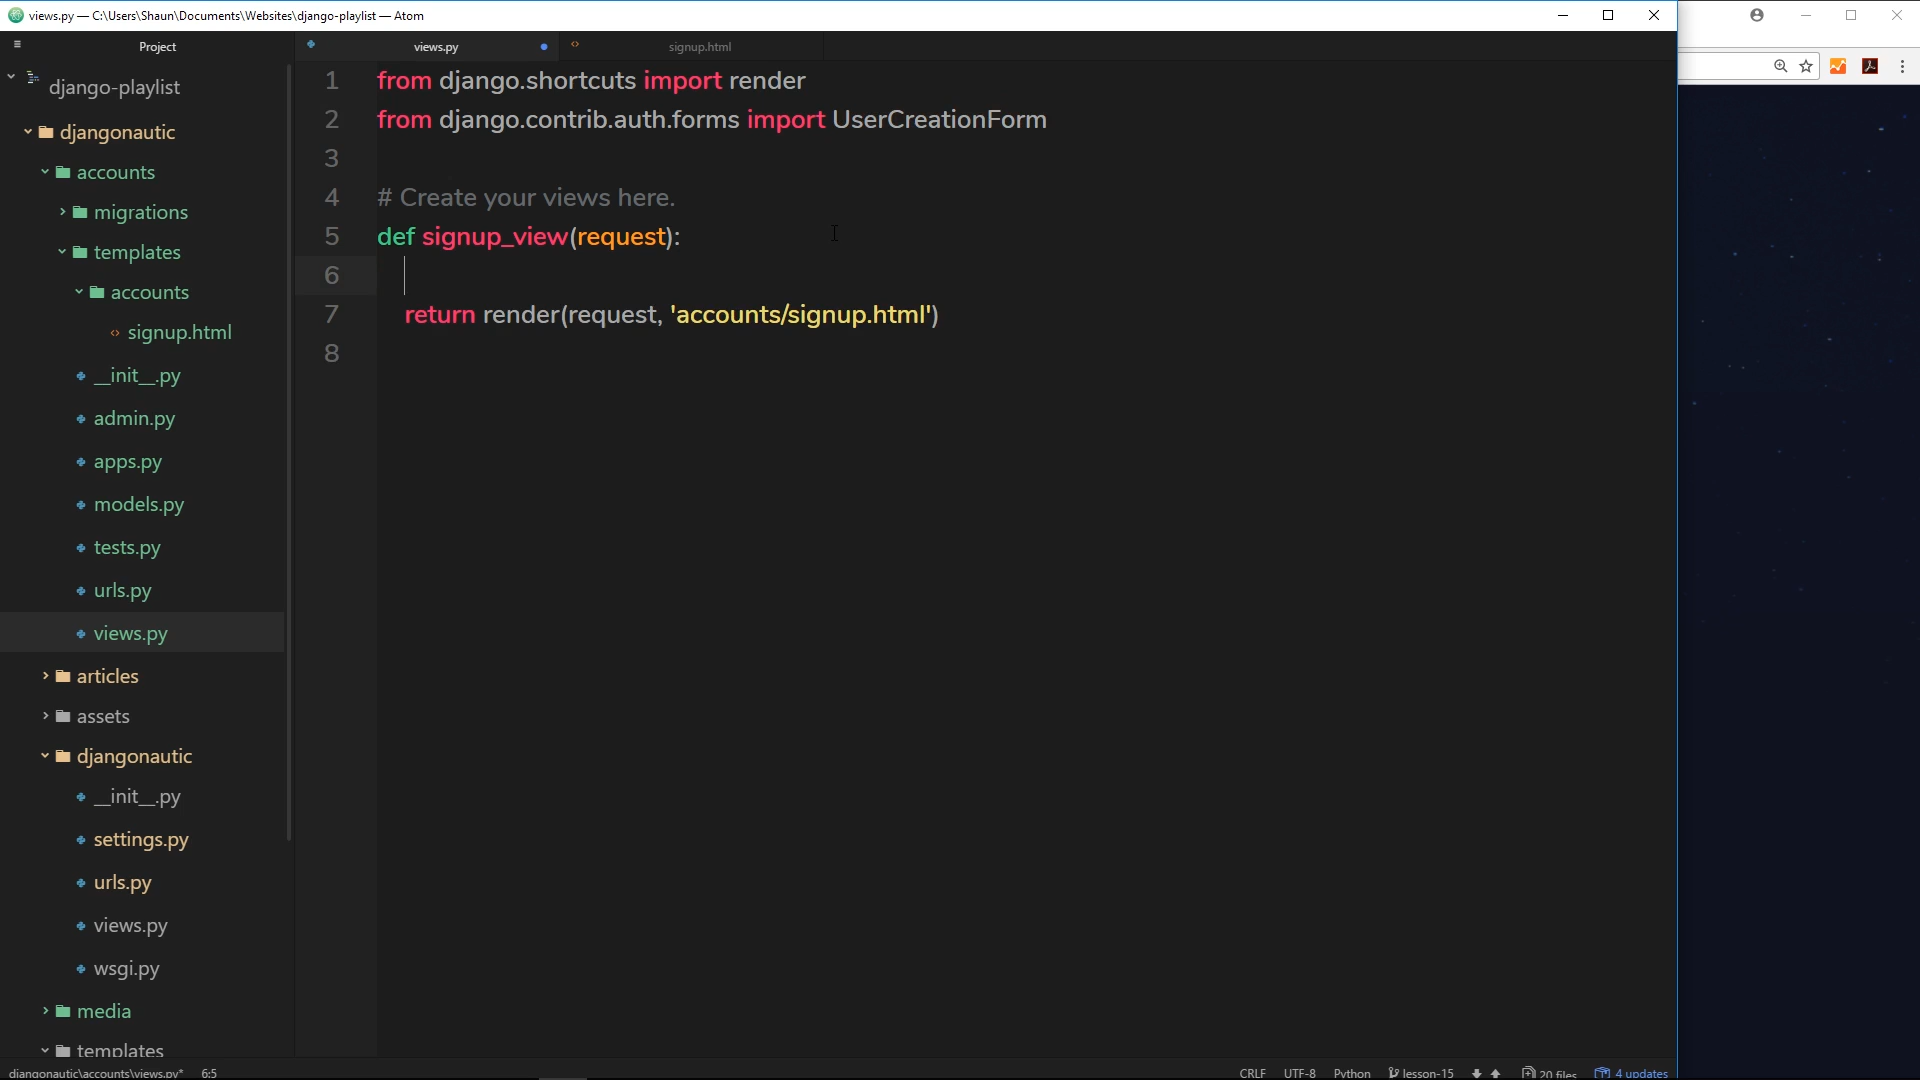 views.py — C:\Users\Shaun\Documents\Websites\django-playlist — Atom
Project
views.py
signup.html
django-playlist
djangonautic
accounts
migrations
templates
accounts
signup.html
__init__.py
admin.py
apps.py
models.py
tests.py
urls.py
views.py
articles
assets
djangonautic
__init__.py
settings.py
urls.py
views.py
wsgi.py
media
templates
1 from django.shortcuts import render
2 from django.contrib.auth.forms import UserCreationForm
3
4 # Create your views here.
5 def signup_view(request):
6
7 return render(request, 'accounts/signup.html')
8
djangonautic\accounts\views.py* 6:5
CRLF UTF-8 Python lesson-15 20 files 4 updates